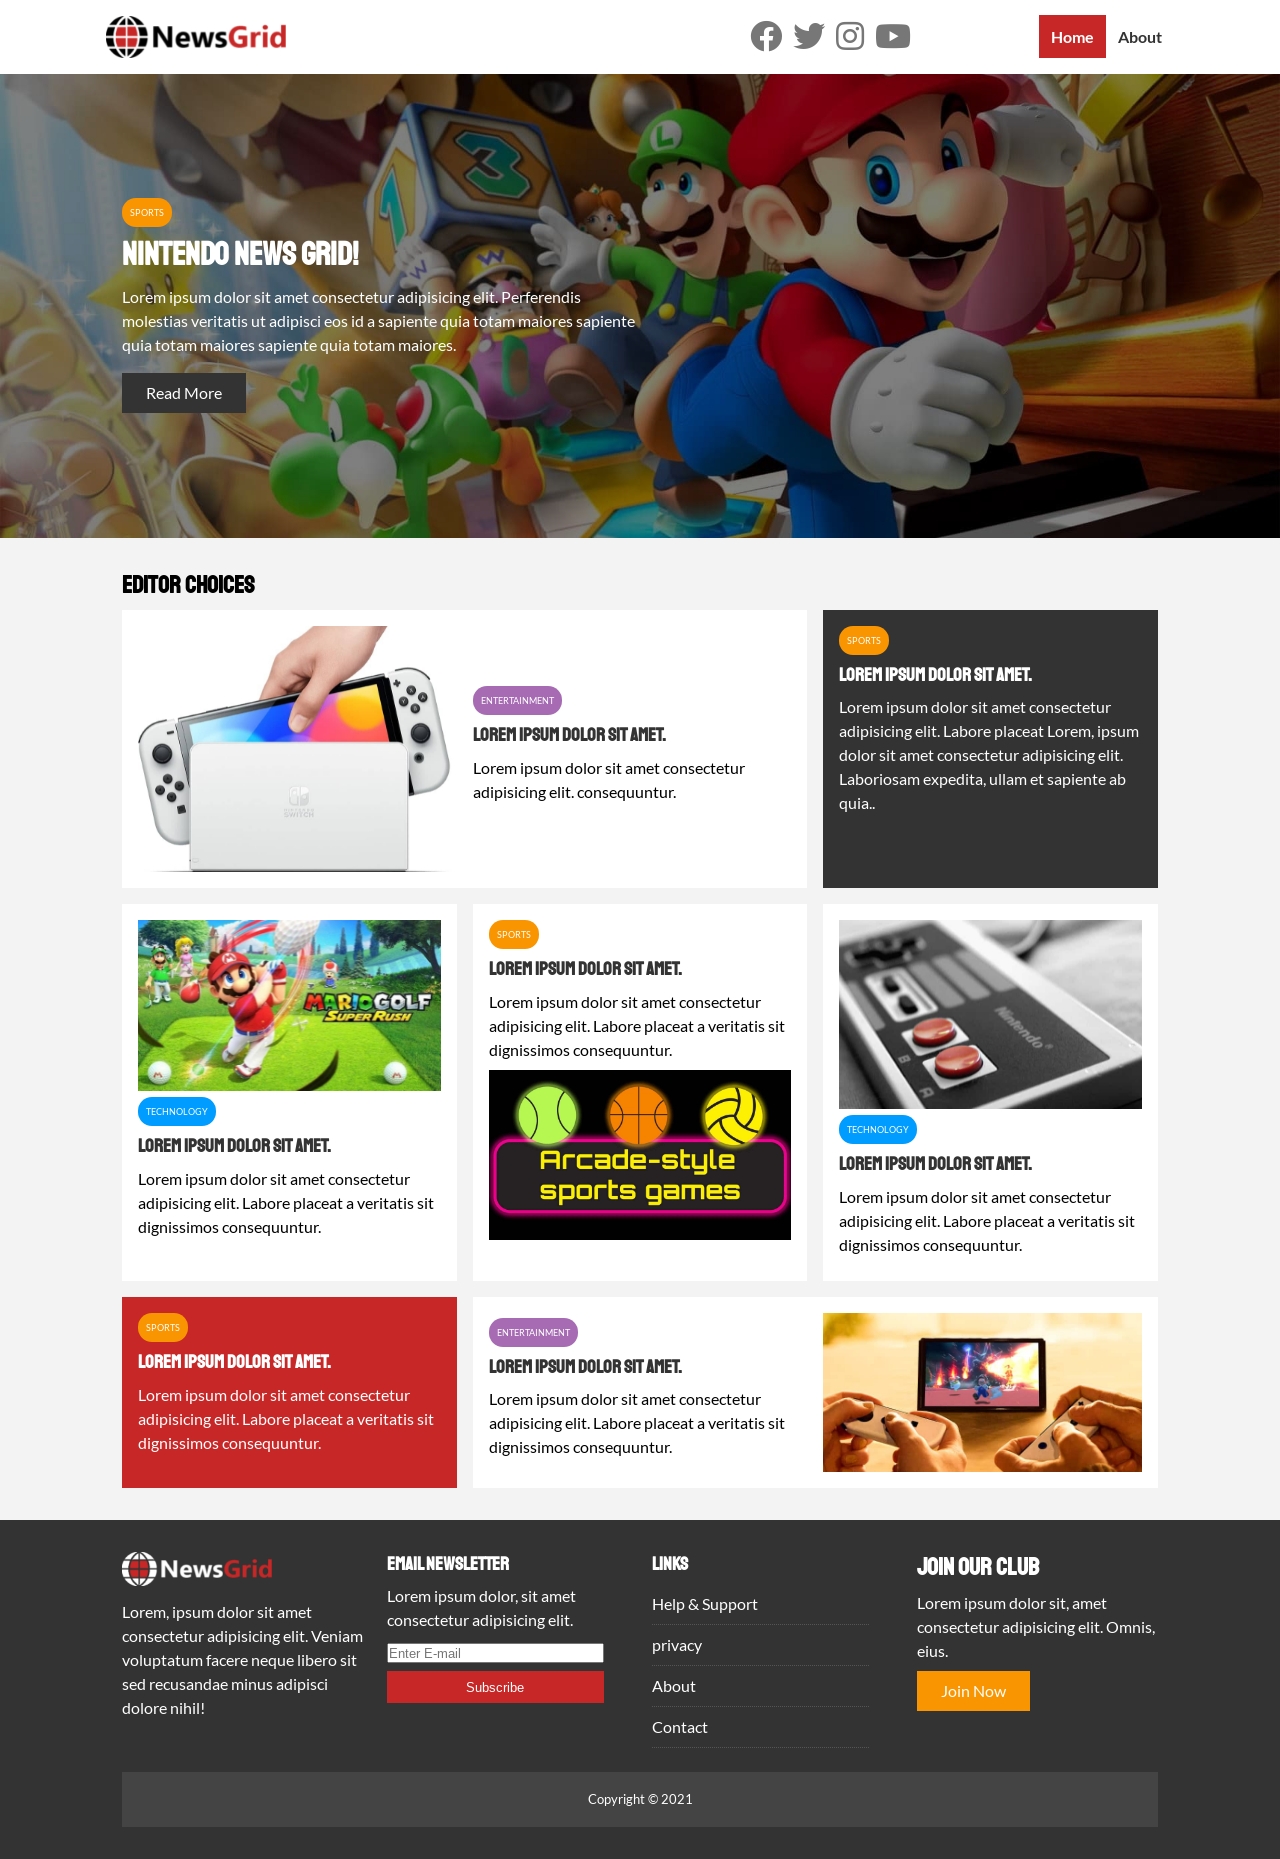 NewsGrid
Home
About
SPORTS
NINTENDO NEWS GRID!
Lorem ipsum dolor sit amet consectetur adipisicing elit. Perferendis
molestias veritatis ut adipisci eos id a sapiente quia totam maiores sapiente
quia totam maiores sapiente quia totam maiores.
Read More
EDITOR CHOICES
NINTENDO
SWITCH
ENTERTAINMENT
LOREM IPSUM DOLOR SIT AMET.
Lorem ipsum dolor sit amet consectetur
adipisicing elit. consequuntur.
SPORTS
LOREM IPSUM DOLOR SIT AMET.
Lorem ipsum dolor sit amet consectetur
adipisicing elit. Labore placeat Lorem, ipsum
dolor sit amet consectetur adipisicing elit.
Laboriosam expedita, ullam et sapiente ab
quia..
MARIO GOLF
SUPER RUSH
TECHNOLOGY
LOREM IPSUM DOLOR SIT AMET.
Lorem ipsum dolor sit amet consectetur
adipisicing elit. Labore placeat a veritatis sit
dignissimos consequuntur.
SPORTS
LOREM IPSUM DOLOR SIT AMET.
Lorem ipsum dolor sit amet consectetur
adipisicing elit. Labore placeat a veritatis sit
dignissimos consequuntur.
Arcade-style
sports games
Nintendo®
B
A
TECHNOLOGY
LOREM IPSUM DOLOR SIT AMET.
Lorem ipsum dolor sit amet consectetur
adipisicing elit. Labore placeat a veritatis sit
dignissimos consequuntur.
SPORTS
LOREM IPSUM DOLOR SIT AMET.
Lorem ipsum dolor sit amet consectetur
adipisicing elit. Labore placeat a veritatis sit
dignissimos consequuntur.
ENTERTAINMENT
LOREM IPSUM DOLOR SIT AMET.
Lorem ipsum dolor sit amet consectetur
adipisicing elit. Labore placeat a veritatis sit
dignissimos consequuntur.
NewsGrid
Lorem, ipsum dolor sit amet
consectetur adipisicing elit. Veniam
voluptatum facere neque libero sit
sed recusandae minus adipisci
dolore nihil!
EMAIL NEWSLETTER
Lorem ipsum dolor, sit amet
consectetur adipisicing elit.
Enter E-mail
Subscribe
LINKS
Help & Support
privacy
About
Contact
JOIN OUR CLUB
Lorem ipsum dolor sit, amet
consectetur adipisicing elit. Omnis,
eius.
Join Now
Copyright © 2021